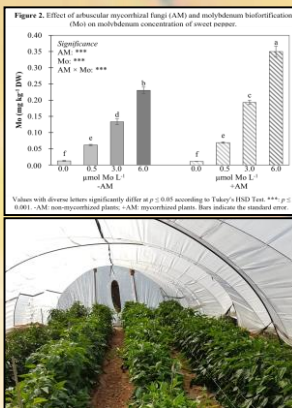 Figure 2. Effect of arbuscular mycorrhizal fungi (AM) and molybdenum biofortification
(Mo) on molybdenum concentration of sweet pepper.
Significance
AM: ***
Mo: ***
AM × Mo: ***
Mo (mg kg⁻¹ DW)
0.40
0.35
0.30
0.25
0.20
0.15
0.10
0.05
0.00
f e d b f e c a
0.0 0.5 3.0 6.0 0.0 0.5 3.0 6.0
μmol Mo L⁻¹ μmol Mo L⁻¹
-AM +AM
Values with diverse letters significantly differ at p ≤ 0.05 according to Tukey's HSD Test. ***: p ≤
0.001. -AM: non-mycorrhized plants; +AM: mycorrized plants. Bars indicate the standard error.